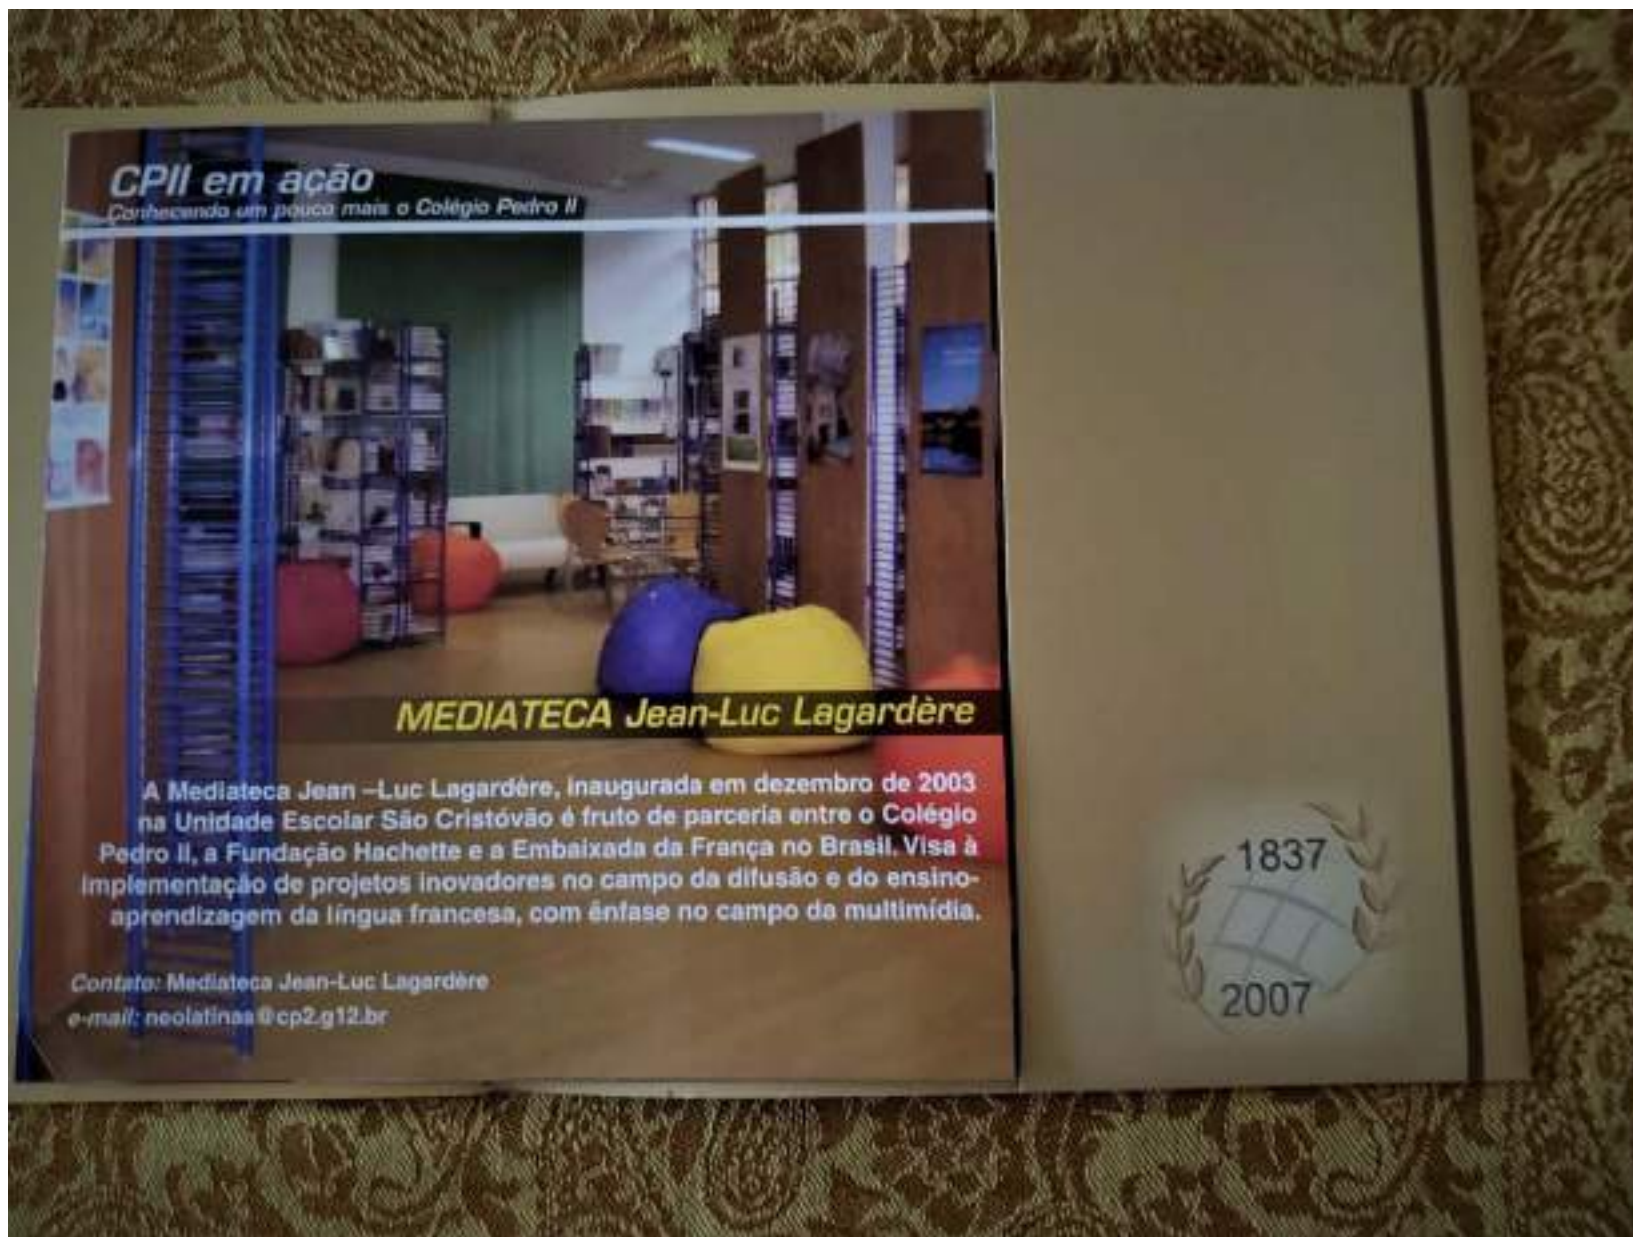 CPII em ação
Conhecendo um pouco mais o Colégio Pedro II
MEDIATECA Jean-Luc Lagardère
A Mediateca Jean –Luc Lagardère, inaugurada em dezembro de 2003
na Unidade Escolar São Cristóvão é fruto de parceria entre o Colégio
Pedro II, a Fundação Hachette e a Embaixada da França no Brasil. Visa à
implementação de projetos inovadores no campo da difusão e do ensino-
aprendizagem da língua francesa, com ênfase no campo da multimídia.
Contato: Mediateca Jean-Luc Lagardère
e-mail: neolatinas@cp2.g12.br
1837
2007